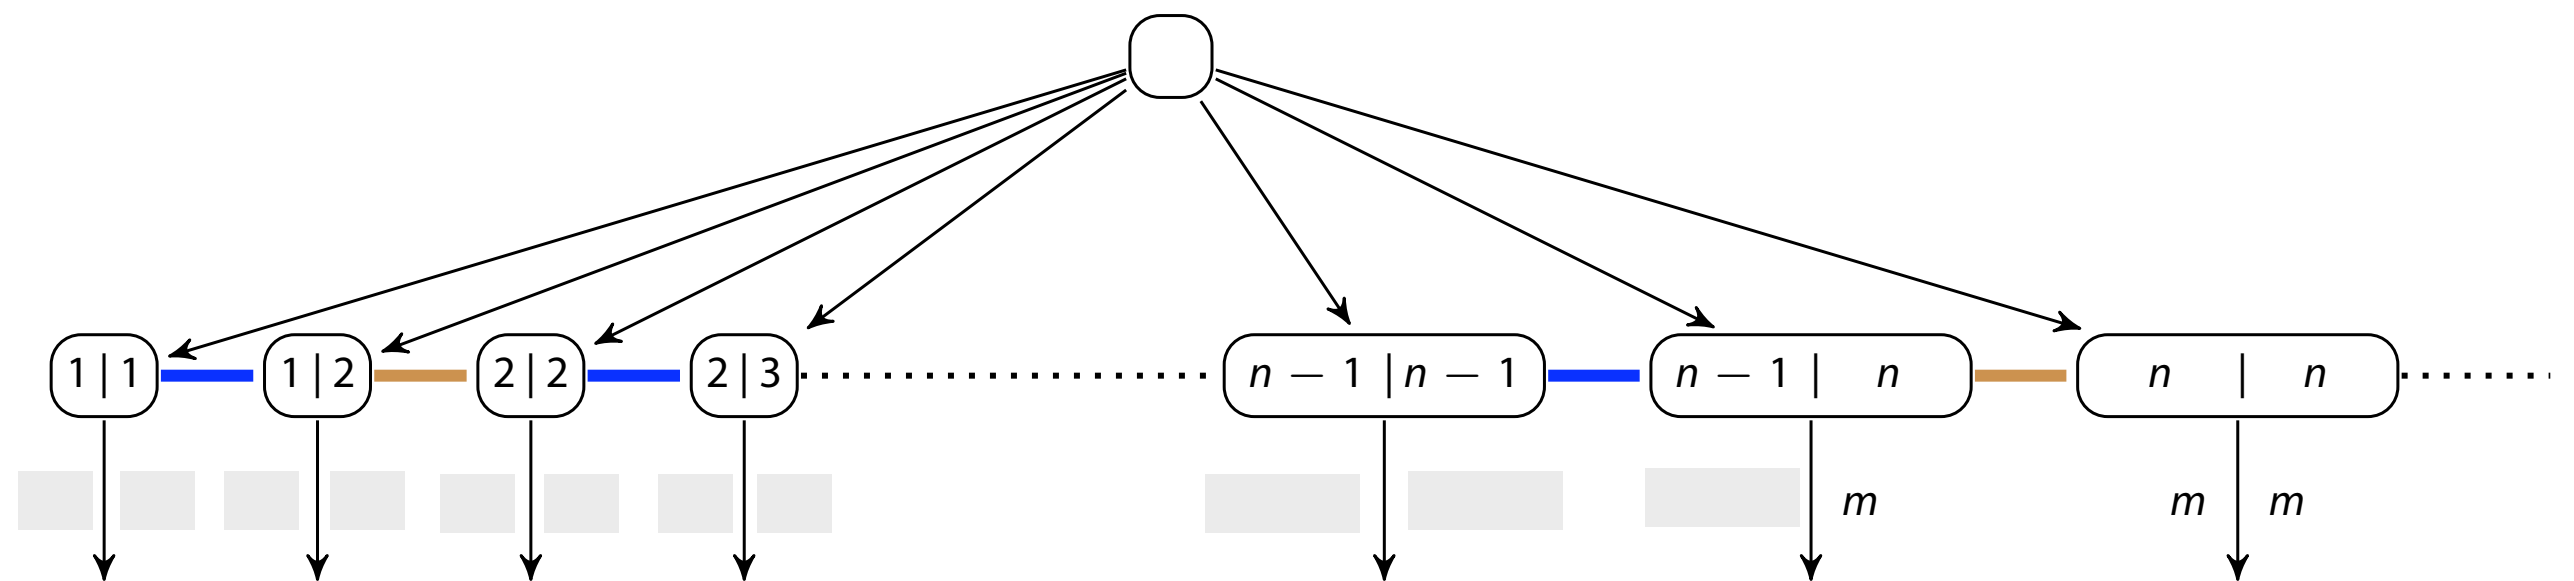 1 | 1 1 | 2 2 | 2 2 | 3 n − 1 | n − 1 n − 1 | n n | n
m m m